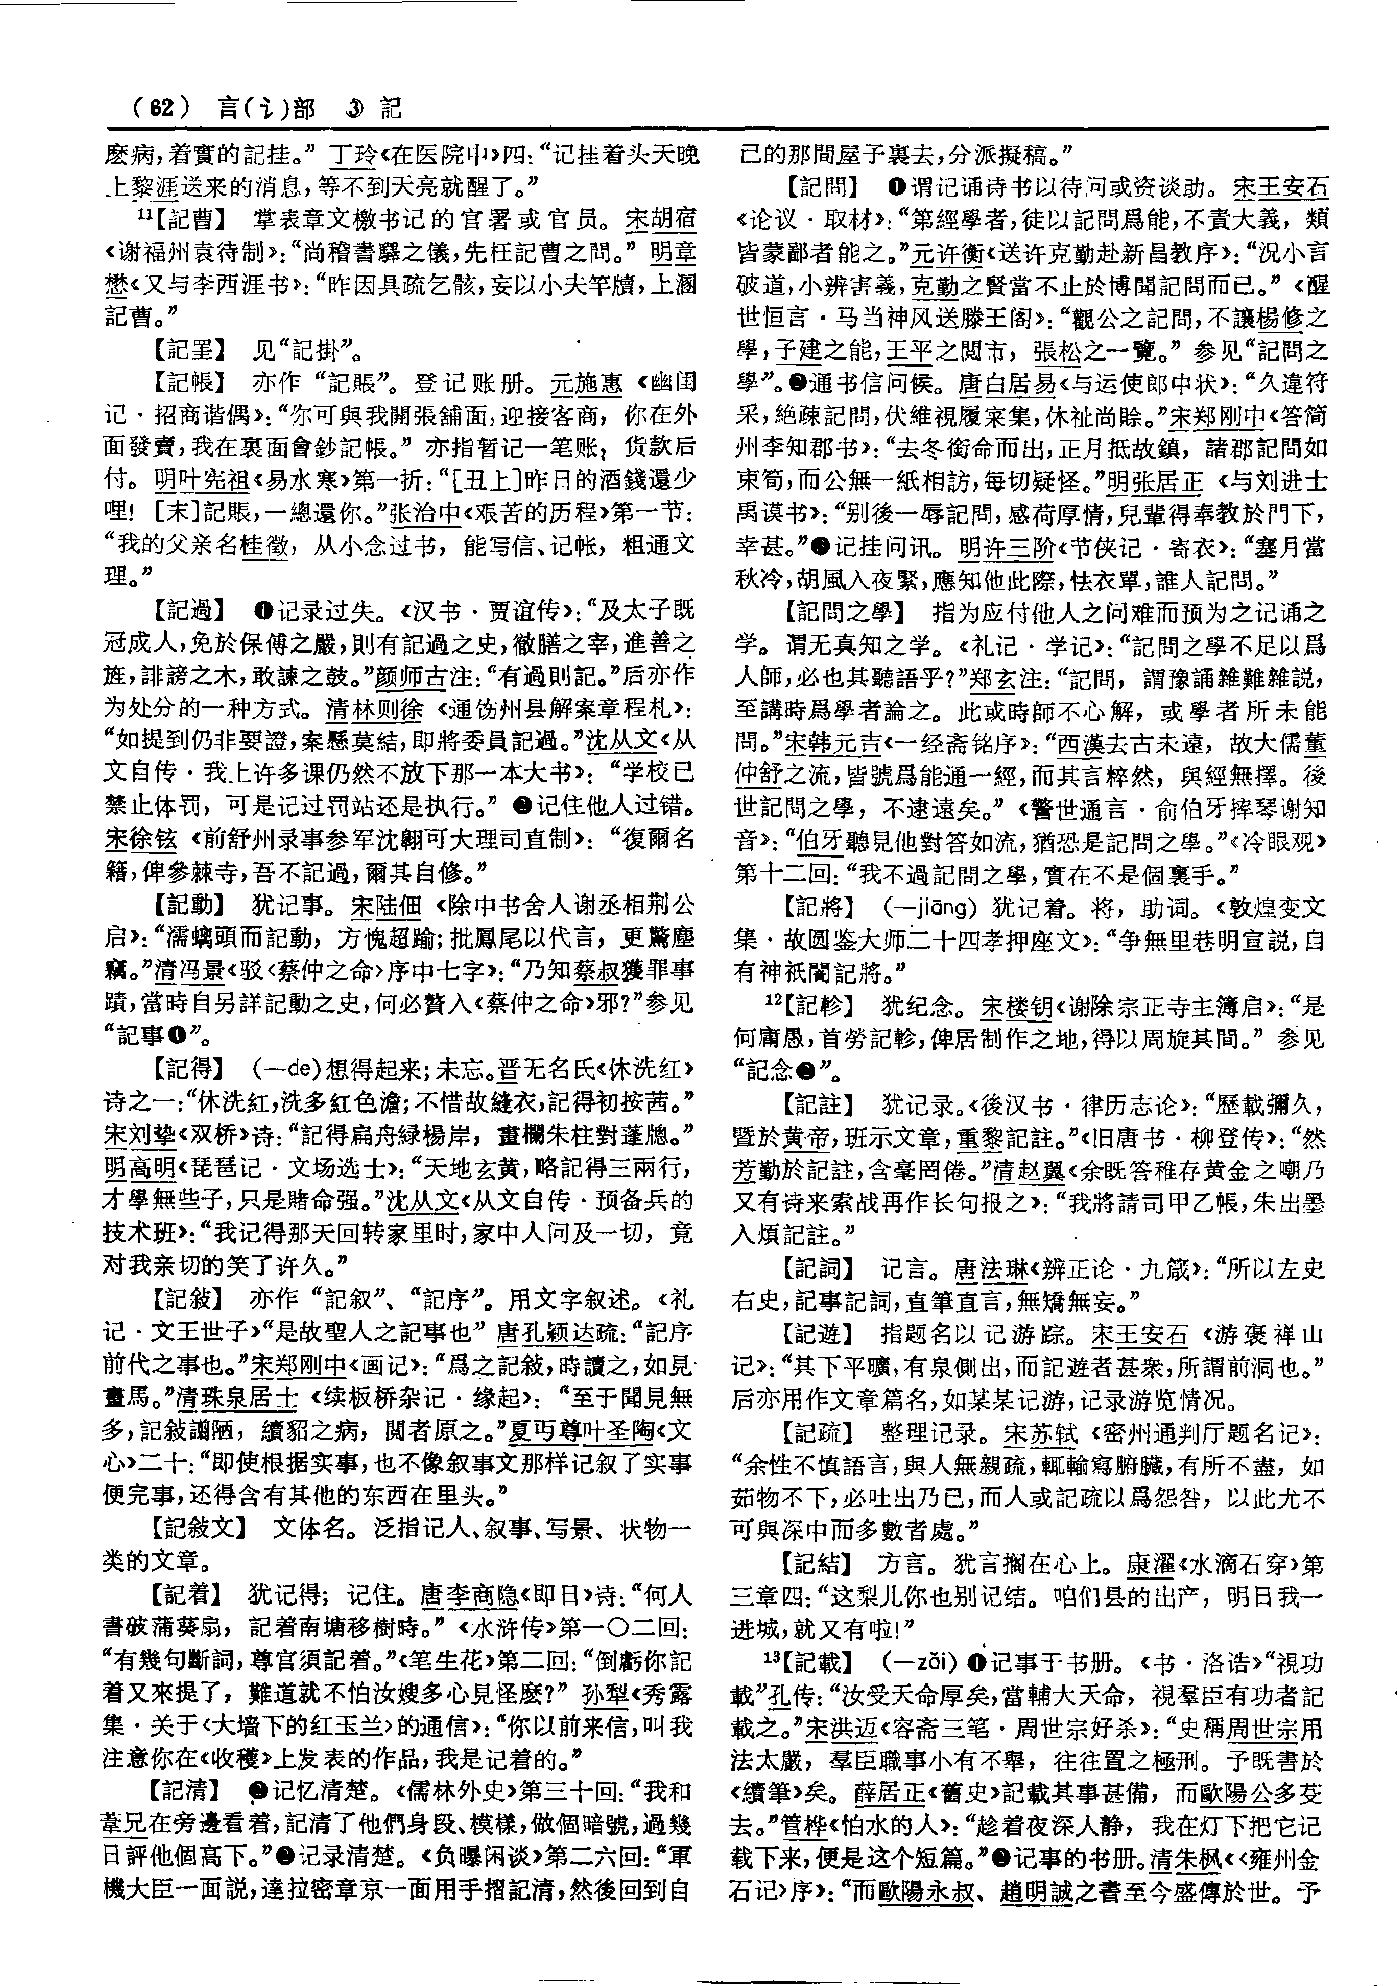 （62） 言(讠)部 ③ 記
麽病，着實的記挂。”丁玲《在医院中》四：“记挂着头天晚
上黎涯送来的消息，等不到天亮就醒了。”
11【記曹】 掌表章文檄书记的官署或官员。宋胡宿
《谢福州袁待制》：“尚稽書驛之儀，先枉記曹之問。”明章
懋《又与李西涯书》：“昨因具疏乞骸，妄以小夫竿牘，上溷
記曹。”
【記罣】 见“記掛”。
【記帳】 亦作“記賬”。登记账册。元施惠《幽闺
记·招商谐偶》：“你可與我開張舖面，迎接客商，你在外
面發賣，我在裏面會鈔記帳。”亦指暂记一笔账，货款后
付。明叶宪祖《易水寒》第一折：“［丑上］昨日的酒錢還少
哩！［末］記賬，一總還你。”张治中《艰苦的历程》第一节：
“我的父亲名桂徵，从小念过书，能写信、记帐，粗通文
理。”
【記過】 ❶记录过失。《汉书·贾谊传》：“及太子既
冠成人，免於保傅之嚴，則有記過之史，徹膳之宰，進善之
旌，誹謗之木，敢諫之鼓。”颜师古注：“有過則記。”后亦作
为处分的一种方式。清林则徐《通饬州县解案章程札》：
“如提到仍非要證，案懸莫結，即將委員記過。”沈从文《从
文自传·我上许多课仍然不放下那一本大书》：“学校已
禁止体罚，可是记过罚站还是执行。”❷记住他人过错。
宋徐铉《前舒州录事参军沈翱可大理司直制》：“復爾名
籍，俾參棘寺，吾不記過，爾其自修。”
【記動】 犹记事。宋陆佃《除中书舍人谢丞相荆公
启》：“濡螭頭而記動，方愧超踰；批鳳尾以代言，更驚塵
竊。”清冯景《驳〈蔡仲之命〉序中七字》：“乃知蔡叔獲罪事
蹟，當時自另詳記動之史，何必贅入《蔡仲之命》邪？”参见
“記事❶”。
【記得】 （—de）想得起来；未忘。晋无名氏《休洗红》
诗之一：“休洗紅，洗多紅色澹；不惜故縫衣，記得初按茜。”
宋刘挚《双桥》诗：“記得扁舟緑楊岸，畫欄朱柱對蓬牕。”
明高明《琵琶记·文场选士》：“天地玄黄，略記得三兩行，
才學無些子，只是賭命强。”沈从文《从文自传·预备兵的
技术班》：“我记得那天回转家里时，家中人问及一切，竟
对我亲切的笑了许久。”
【記敍】 亦作“記叙”、“記序”。用文字叙述。《礼
记·文王世子》“是故聖人之記事也”唐孔颖达疏：“記序
前代之事也。”宋郑刚中《画记》：“爲之記敍，時讀之，如見
畫馬。”清珠泉居士《续板桥杂记·缘起》：“至于聞見無
多，記敍譾陋，續貂之病，閲者原之。”夏丏尊叶圣陶《文
心》二十：“即使根据实事，也不像叙事文那样记叙了实事
便完事，还得含有其他的东西在里头。”
【記敍文】 文体名。泛指记人、叙事、写景、状物一
类的文章。
【記着】 犹记得；记住。唐李商隐《即日》诗：“何人
書破蒲葵扇，記着南塘移樹時。”《水浒传》第一〇二回：
“有幾句斷詞，尊官須記着。”《笔生花》第二回：“倒虧你記
着又來提了，難道就不怕汝嫂多心見怪麽？”孙犁《秀露
集·关于〈大墙下的红玉兰〉的通信》：“你以前来信，叫我
注意你在《收穫》上发表的作品，我是记着的。”
【記清】 ❶记忆清楚。《儒林外史》第三十回：“我和
葦兄在旁邊看着，記清了他們身段、模樣，做個暗號，過幾
日評他個高下。”❷记录清楚。《负曝闲谈》第二六回：“軍
機大臣一面説，達拉密章京一面用手摺記清，然後回到自
己的那間屋子裏去，分派擬稿。”
【記問】 ❶谓记诵诗书以待问或资谈助。宋王安石
《论议·取材》：“第經學者，徒以記問爲能，不責大義，類
皆蒙鄙者能之。”元许衡《送许克勤赴新昌教序》：“況小言
破道，小辨害義，克勤之賢當不止於博聞記問而已。”《醒
世恒言·马当神风送滕王阁》：“觀公之記問，不讓楊修之
學，子建之能，王平之閲市，張松之一覽。”参见“記問之
學”。❷通书信问候。唐白居易《与运使郎中状》：“久違符
采，絶疎記問，伏維視履寀集，休祉尚賒。”宋郑刚中《答简
州李知郡书》：“去冬銜命而出，正月抵故鎮，諸郡記問如
束筍，而公無一紙相訪，每切疑怪。”明张居正《与刘进士
禹谟书》：“别後一辱記問，感荷厚情，兒輩得奉教於門下，
幸甚。”❸记挂问讯。明许三阶《节侠记·寄衣》：“塞月當
秋冷，胡風入夜緊，應知他此際，怯衣單，誰人記問。”
【記問之學】 指为应付他人之问难而预为之记诵之
学。谓无真知之学。《礼记·学记》：“記問之學不足以爲
人師，必也其聽語乎？”郑玄注：“記問，謂豫誦雜難雜説，
至講時爲學者論之。此或時師不心解，或學者所未能
問。”宋韩元吉《一经斋铭序》：“西漢去古未遠，故大儒董
仲舒之流，皆號爲能通一經，而其言粹然，與經無擇。後
世記問之學，不逮遠矣。”《警世通言·俞伯牙摔琴谢知
音》：“伯牙聽見他對答如流，猶恐是記問之學。”《冷眼观》
第十二回：“我不過記問之學，實在不是個裏手。”
【記將】 （—jiāng）犹记着。将，助词。《敦煌变文
集·故圆鉴大师二十四孝押座文》：“争無里巷明宣説，自
有神祇闇記將。”
12【記軫】 犹纪念。宋楼钥《谢除宗正寺主簿启》：“是
何庸愚，首勞記軫，俾居制作之地，得以周旋其間。”参见
“記念❷”。
【記註】 犹记录。《後汉书·律历志论》：“歷載彌久，
暨於黄帝，班示文章，重黎記註。”《旧唐书·柳登传》：“然
芳勤於記註，含毫罔倦。”清赵翼《余既答稚存黄金之嘲乃
又有诗来索战再作长句报之》：“我將請司甲乙帳，朱出墨
入煩記註。”
【記詞】 记言。唐法琳《辨正论·九箴》：“所以左史
右史，記事記詞，直筆直言，無矯無妄。”
【記遊】 指题名以记游踪。宋王安石《游褒禅山
记》：“其下平曠，有泉側出，而記遊者甚衆，所謂前洞也。”
后亦用作文章篇名，如某某记游，记录游览情况。
【記疏】 整理记录。宋苏轼《密州通判厅题名记》：
“余性不慎語言，與人無親疏，輒輸寫腑臟，有所不盡，如
茹物不下，必吐出乃已，而人或記疏以爲怨咎，以此尤不
可與深中而多數者處。”
【記結】 方言。犹言搁在心上。康濯《水滴石穿》第
三章四：“这梨儿你也别记结。咱们县的出产，明日我一
进城，就又有啦！”
13【記載】 （—zǎi）❶记事于书册。《书·洛诰》“視功
載”孔传：“汝受天命厚矣，當輔大天命，視羣臣有功者記
載之。”宋洪迈《容斋三笔·周世宗好杀》：“史稱周世宗用
法太嚴，羣臣職事小有不舉，往往置之極刑。予既書於
《續筆》矣。薛居正《舊史》記載其事甚備，而歐陽公多芟
去。”管桦《怕水的人》：“趁着夜深人静，我在灯下把它记
载下来，便是这个短篇。”❷记事的书册。清朱枫《〈雍州金
石记〉序》：“而歐陽永叔、趙明誠之書至今盛傳於世。予